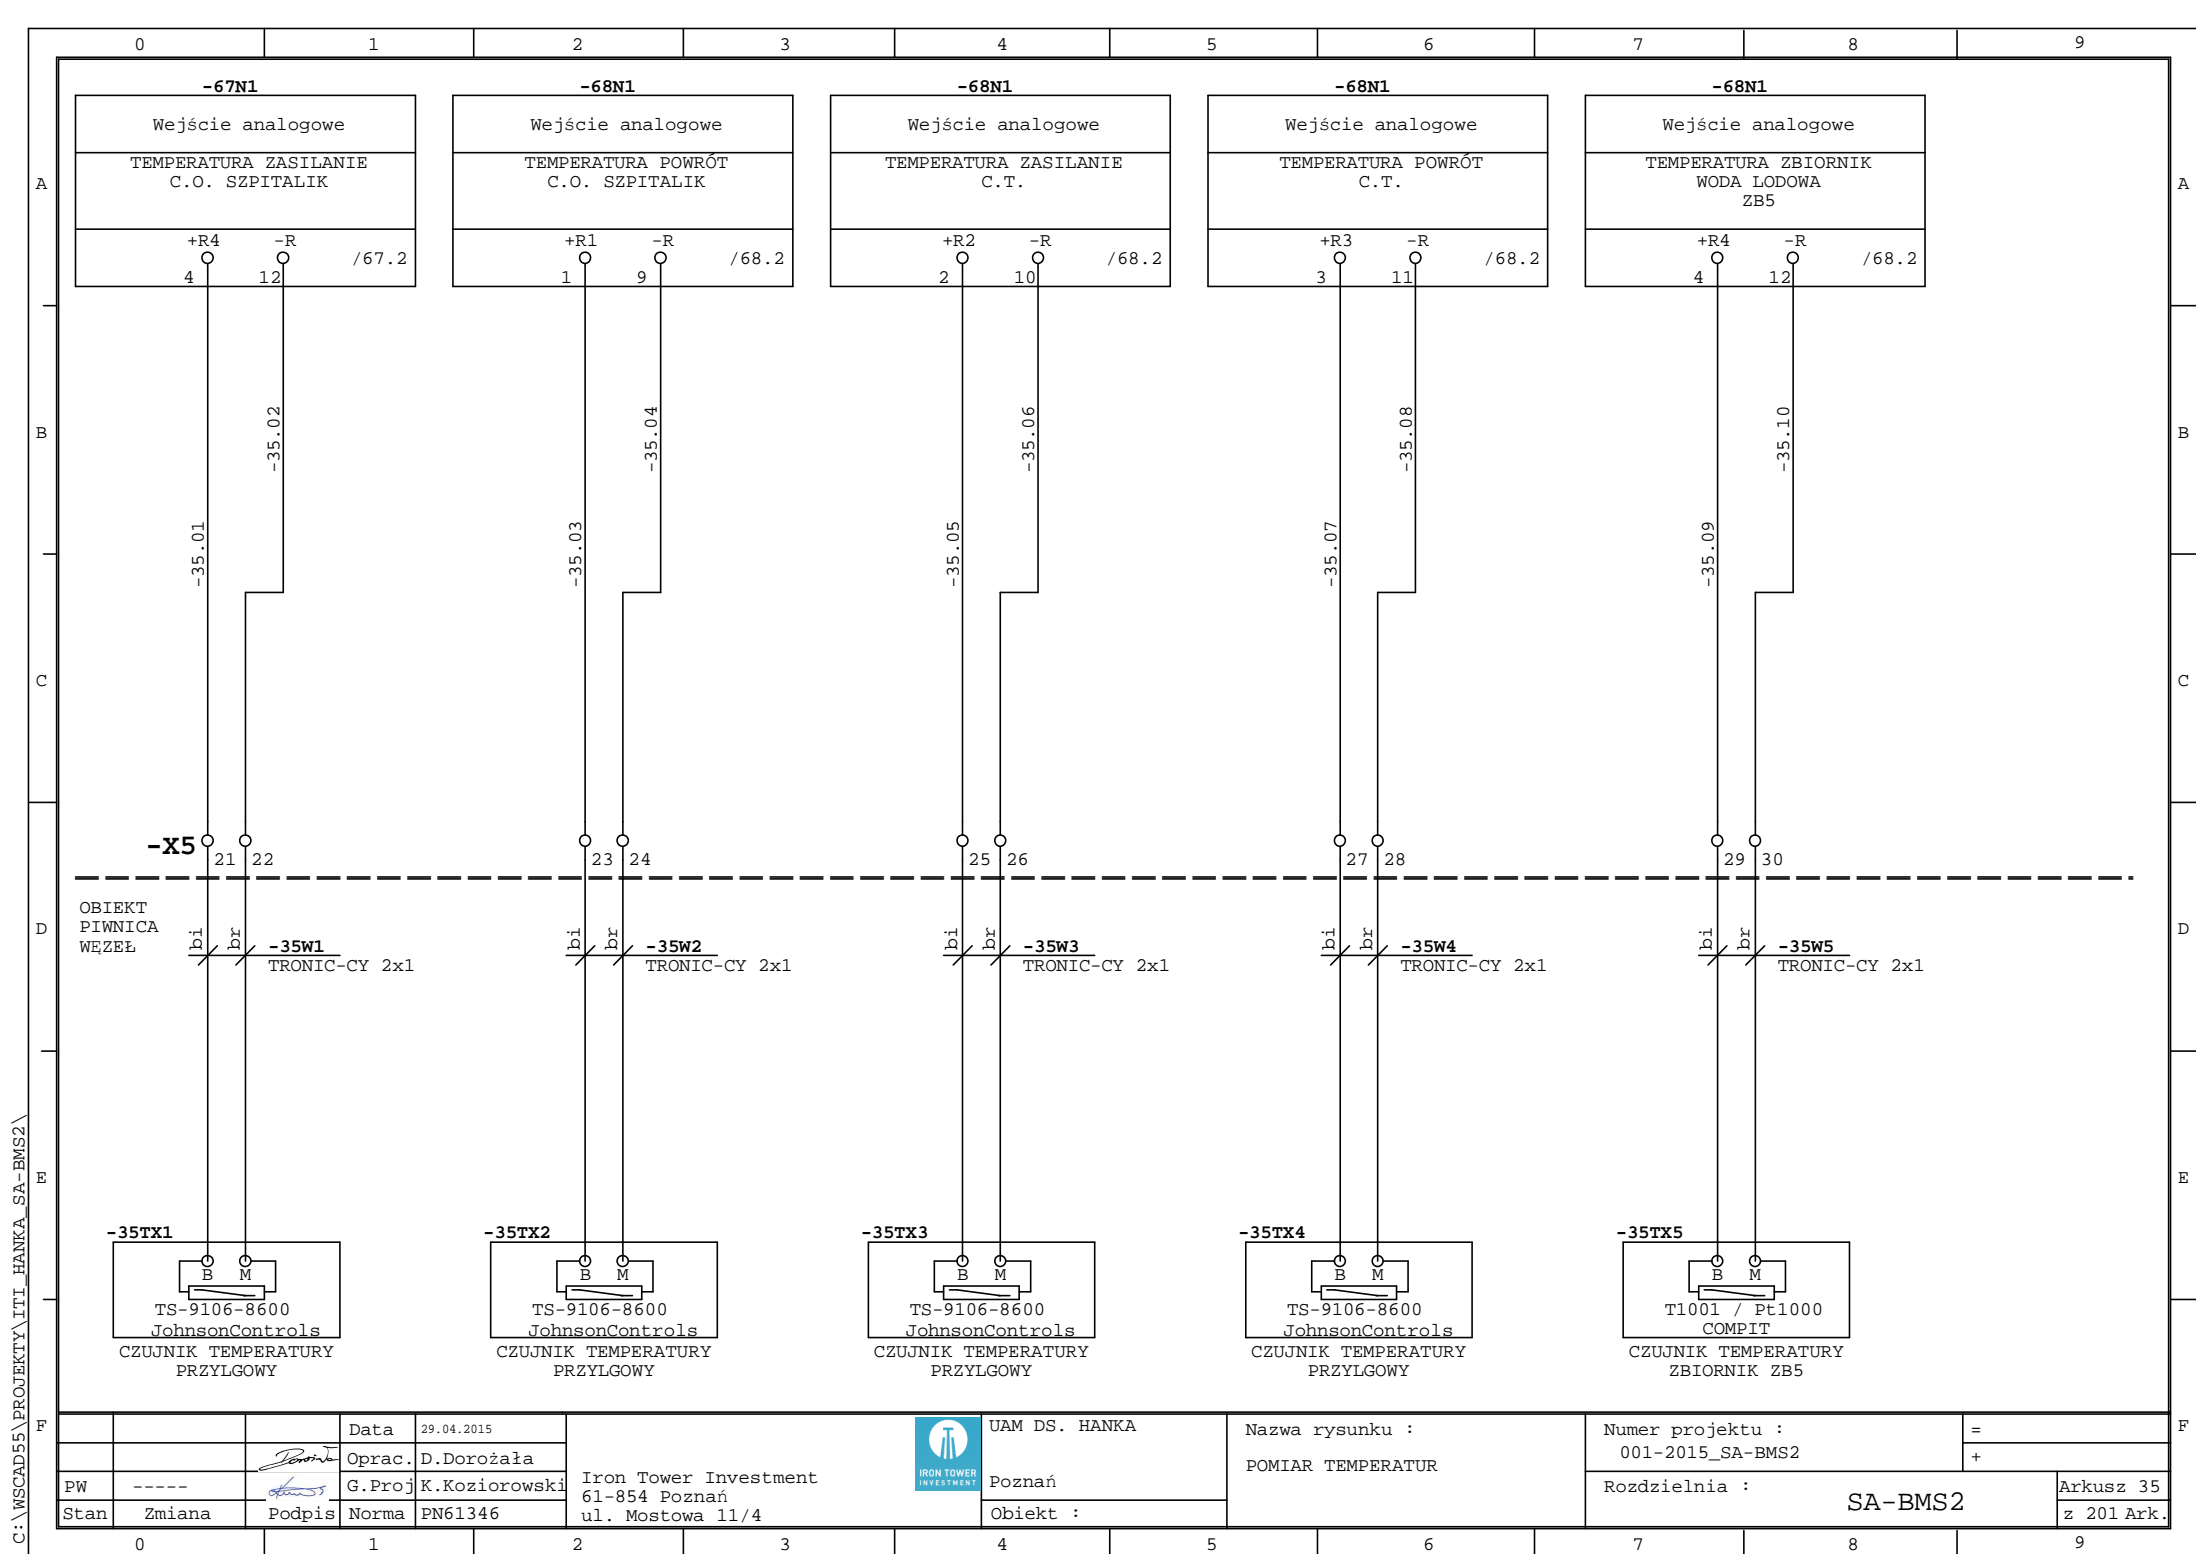 0 1 2 3 4 5 6 7 8 9
-67N1 -68N1 -68N1 -68N1 -68N1
Wejście analogowe Wejście analogowe Wejście analogowe Wejście analogowe Wejście analogowe
TEMPERATURA ZASILANIE TEMPERATURA POWRÓT TEMPERATURA ZASILANIE TEMPERATURA POWRÓT TEMPERATURA ZBIORNIK
A C.O. SZPITALIK C.O. SZPITALIK C.T. C.T. WODA LODOWA A
ZB5
+R4 -R +R1 -R +R2 -R +R3 -R +R4 -R
/67.2 /68.2 /68.2 /68.2 /68.2
4 12 1 9 2 10 3 11 4 12
B -35.02 -35.04 -35.06 -35.08 -35.10 B
-35.01 -35.03 -35.05 -35.07 -35.09
C C
-X5
21 22 23 24 25 26 27 28 29 30
OBIEKT
D PIWNICA D
WĘZEŁ
bi br -35W1 bi br -35W2 bi br -35W3 bi br -35W4 bi br -35W5
TRONIC-CY 2x1 TRONIC-CY 2x1 TRONIC-CY 2x1 TRONIC-CY 2x1 TRONIC-CY 2x1
E E
-35TX1 -35TX2 -35TX3 -35TX4 -35TX5
B M B M B M B M B M
TS-9106-8600 TS-9106-8600 TS-9106-8600 TS-9106-8600 T1001 / Pt1000
JohnsonControls JohnsonControls JohnsonControls JohnsonControls COMPIT
CZUJNIK TEMPERATURY CZUJNIK TEMPERATURY CZUJNIK TEMPERATURY CZUJNIK TEMPERATURY CZUJNIK TEMPERATURY
PRZYLGOWY PRZYLGOWY PRZYLGOWY PRZYLGOWY ZBIORNIK ZB5
C:\WSCAD55\PROJEKTY\ITI_HANKA_SA-BMS2\
F F
Data 29.04.2015
Oprac. D.Dorożała
PW ----- G.Proj K.Koziorowski
Stan Zmiana Podpis Norma PN61346
Iron Tower Investment
61-854 Poznań
ul. Mostowa 11/4
IRON TOWER
INVESTMENT
UAM DS. HANKA
Poznań
Obiekt :
Nazwa rysunku :
POMIAR TEMPERATUR
Numer projektu :
001-2015_SA-BMS2
Rozdzielnia :
SA-BMS2
=
+
Arkusz 35
z 201 Ark.
0 1 2 3 4 5 6 7 8 9